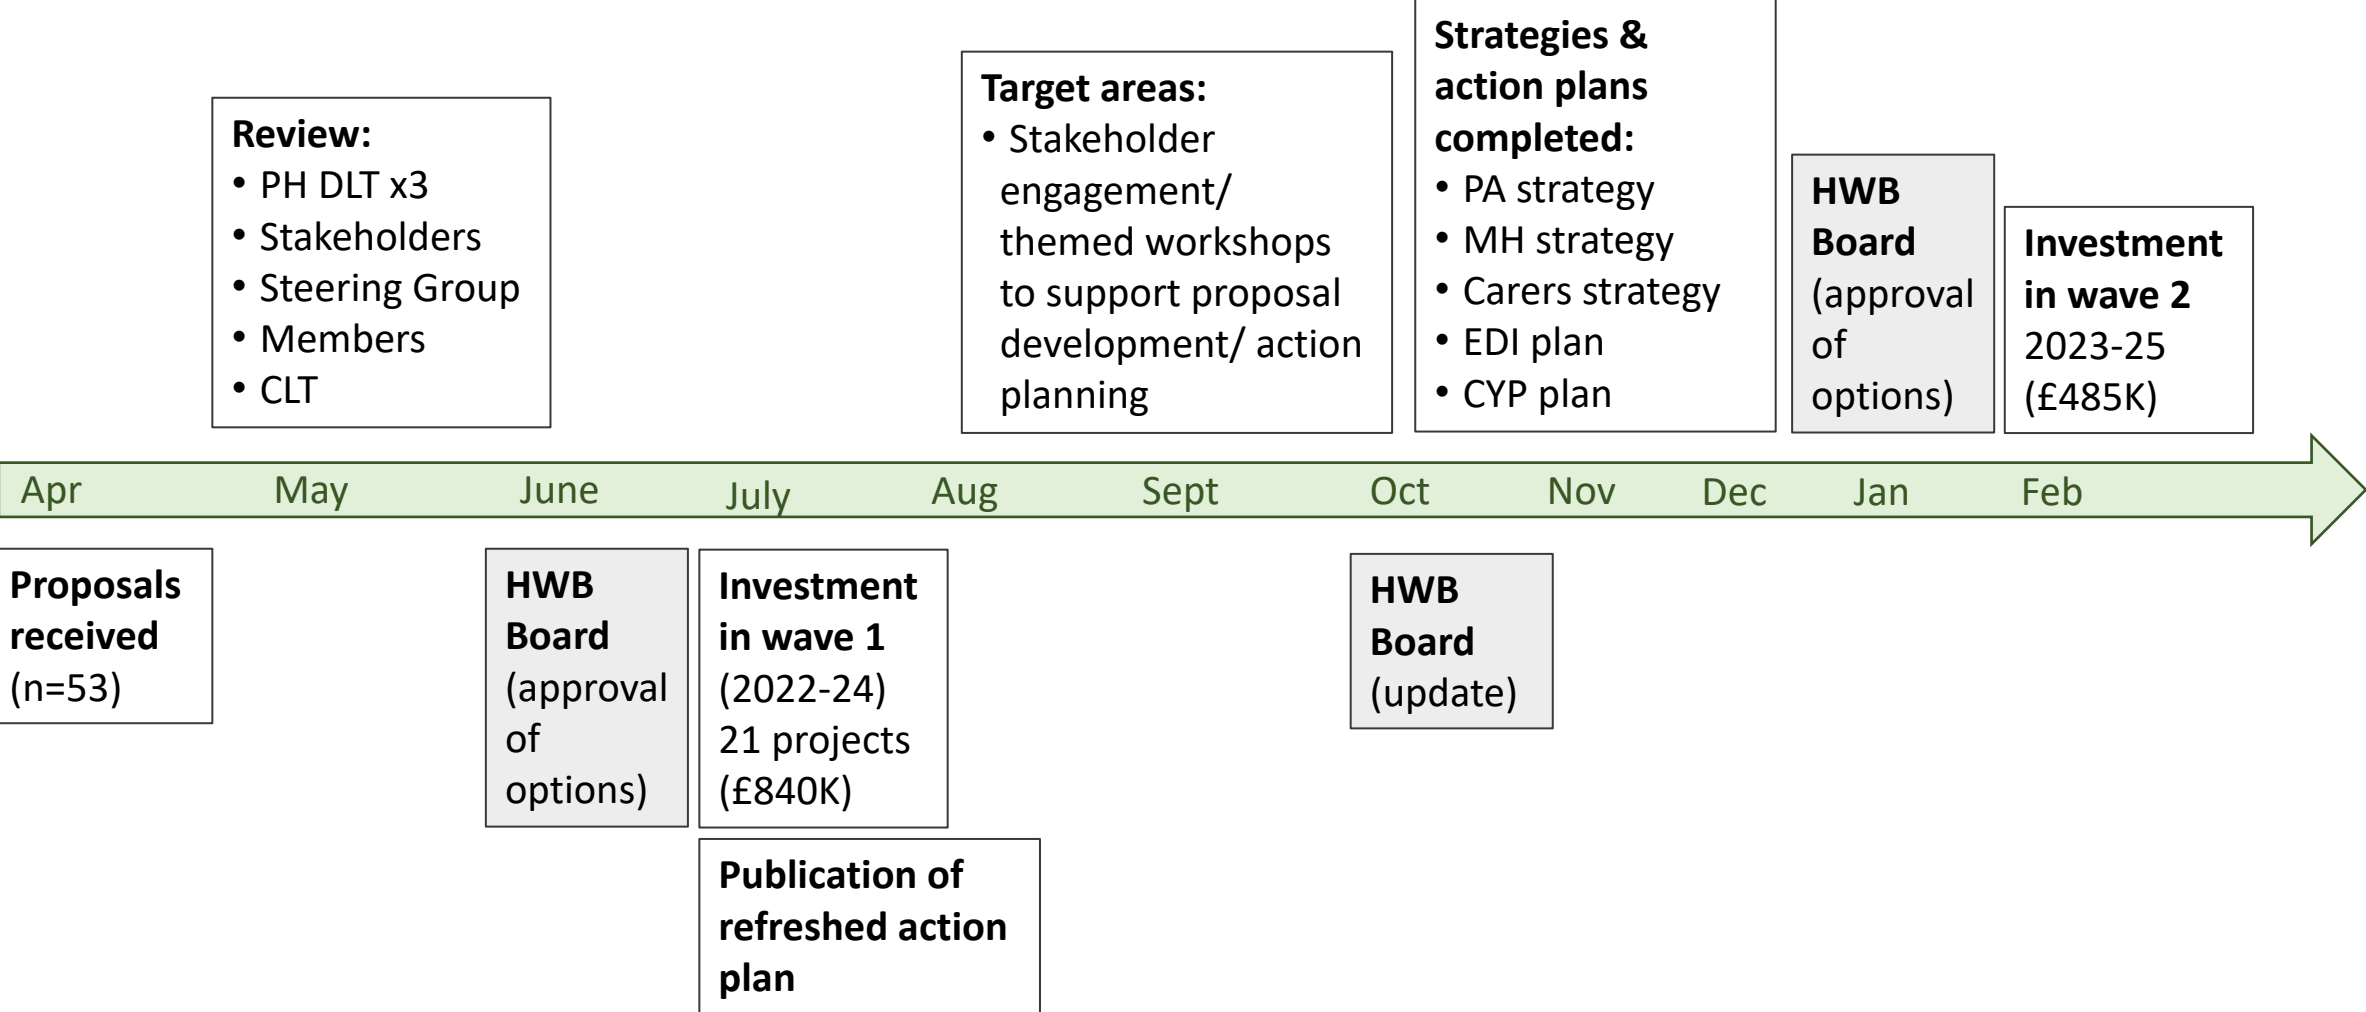 Review:
• PH DLT x3
• Stakeholders
• Steering Group
• Members
• CLT
Target areas:
• Stakeholder
engagement/
themed workshops
to support proposal
development/ action
planning
Strategies &
action plans
completed:
• PA strategy
• MH strategy
• Carers strategy
• EDI plan
• CYP plan
HWB
Board
(approval
of
options)
Investment
in wave 2
2023-25
(£485K)
Apr May June July Aug Sept Oct Nov Dec Jan Feb
Proposals
received
(n=53)
HWB
Board
(approval
of
options)
Investment
in wave 1
(2022-24)
21 projects
(£840K)
Publication of
refreshed action
plan
HWB
Board
(update)